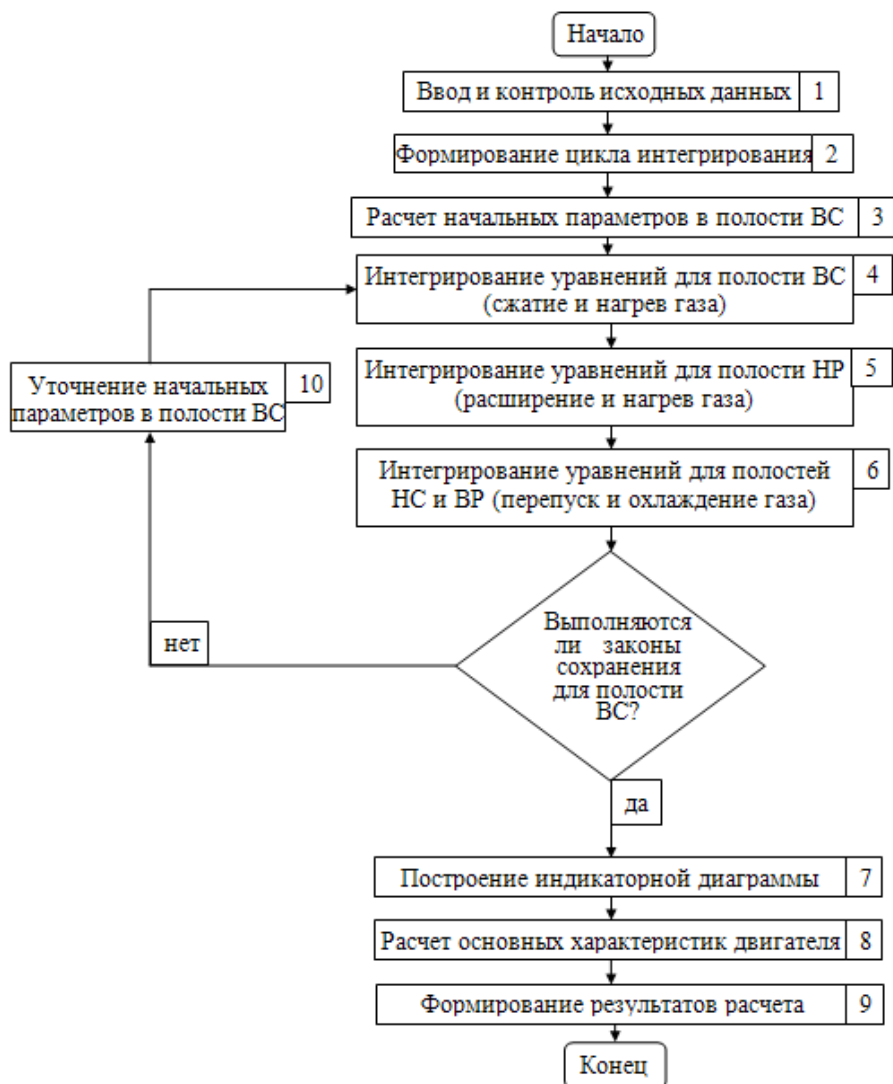 Начало
Ввод и контроль исходных данных 1
Формирование цикла интегрирования 2
Расчет начальных параметров в полости ВС 3
Интегрирование уравнений для полости ВС 4
(сжатие и нагрев газа)
Интегрирование уравнений для полости НР 5
(расширение и нагрев газа)
Уточнение начальных 10
параметров в полости ВС
Интегрирование уравнений для полостей 6
НС и ВР (перепуск и охлаждение газа)
Выполняются
ли законы
сохранения
для полости
ВС?
нет
да
Построение индикаторной диаграммы 7
Расчет основных характеристик двигателя 8
Формирование результатов расчета 9
Конец